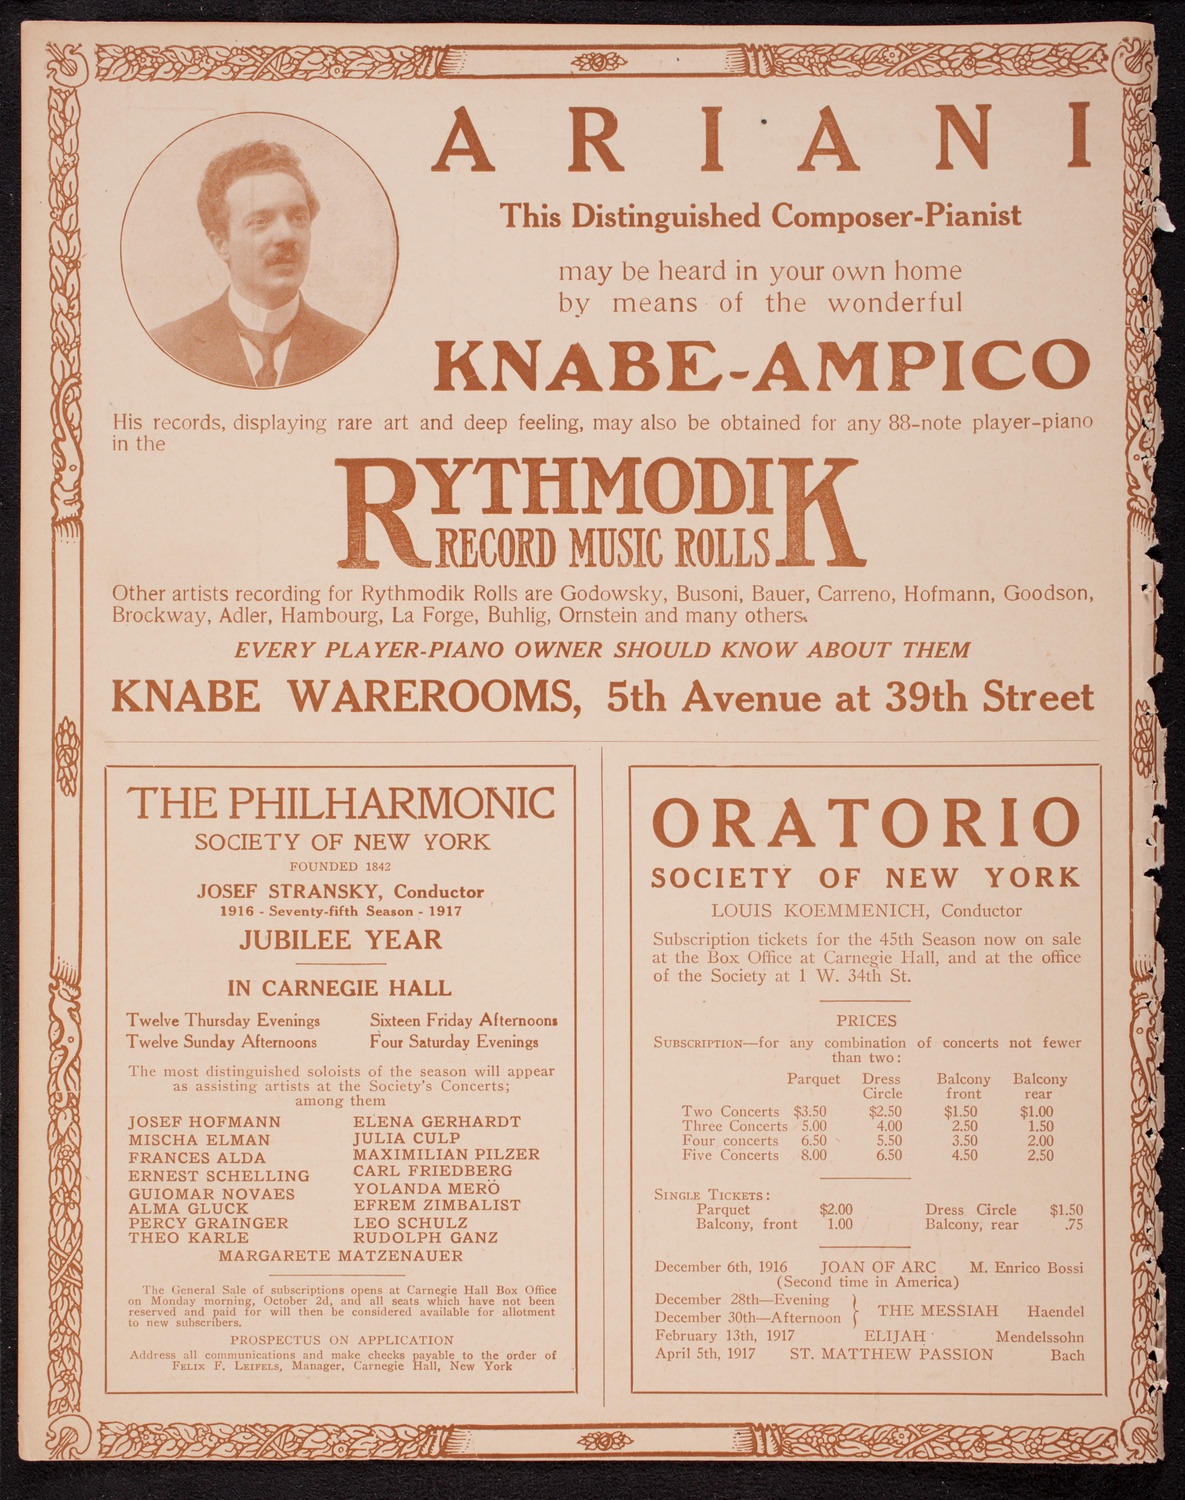 ARIANI
This Distinguished Composer-Pianist
may be heard in your own home
by means of the wonderful
KNABE-AMPICO
His records, displaying rare art and deep feeling, may also be obtained for any 88-note player-piano
in the
RYTHMODIK
RECORD MUSIC ROLLS
Other artists recording for Rythmodik Rolls are Godowsky, Busoni, Bauer, Carreno, Hofmann, Goodson,
Brockway, Adler, Hambourg, La Forge, Buhlig, Ornstein and many others.
EVERY PLAYER-PIANO OWNER SHOULD KNOW ABOUT THEM
KNABE WAREROOMS, 5th Avenue at 39th Street
THE PHILHARMONIC
SOCIETY OF NEW YORK
FOUNDED 1842
JOSEF STRANSKY, Conductor
1916 - Seventy-fifth Season - 1917
JUBILEE YEAR
IN CARNEGIE HALL
Twelve Thursday Evenings Sixteen Friday Afternoons
Twelve Sunday Afternoons Four Saturday Evenings
The most distinguished soloists of the season will appear
as assisting artists at the Society's Concerts;
among them
JOSEF HOFMANN
MISCHA ELMAN
FRANCES ALDA
ERNEST SCHELLING
GUIOMAR NOVAES
ALMA GLUCK
PERCY GRAINGER
THEO KARLE
ELENA GERHARDT
JULIA CULP
MAXIMILIAN PILZER
CARL FRIEDBERG
YOLANDA MERÖ
EFREM ZIMBALIST
LEO SCHULZ
RUDOLPH GANZ
MARGARETE MATZENAUER
The General Sale of subscriptions opens at Carnegie Hall Box Office
on Monday morning, October 2d, and all seats which have not been
reserved and paid for will then be considered available for allotment
to new subscribers.
PROSPECTUS ON APPLICATION
Address all communications and make checks payable to the order of
FELIX F. LEIFELS, Manager, Carnegie Hall, New York
ORATORIO
SOCIETY OF NEW YORK
LOUIS KOEMMENICH, Conductor
Subscription tickets for the 45th Season now on sale
at the Box Office at Carnegie Hall, and at the office
of the Society at 1 W. 34th St.
PRICES
SUBSCRIPTION—for any combination of concerts not fewer
than two:
Parquet Dress Balcony Balcony
Circle front rear
Two Concerts $3.50 $2.50 $1.50 $1.00
Three Concerts 5.00 4.00 2.50 1.50
Four concerts 6.50 5.50 3.50 2.00
Five Concerts 8.00 6.50 4.50 2.50
SINGLE TICKETS:
Parquet $2.00 Dress Circle $1.50
Balcony, front 1.00 Balcony, rear .75
December 6th, 1916 JOAN OF ARC M. Enrico Bossi
(Second time in America)
December 28th—Evening
December 30th—Afternoon } THE MESSIAH Haendel
February 13th, 1917 ELIJAH Mendelssohn
April 5th, 1917 ST. MATTHEW PASSION Bach